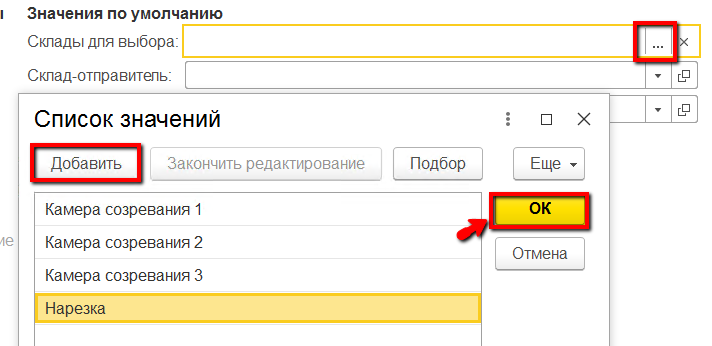 ы Значения по умолчанию
Склады для выбора: ... ×
Склад-отправитель:
Список значений
Добавить Закончить редактирование Подбор Еще
Камера созревания 1 ОК
Камера созревания 2
Отмена
Камера созревания 3
ие
Нарезка